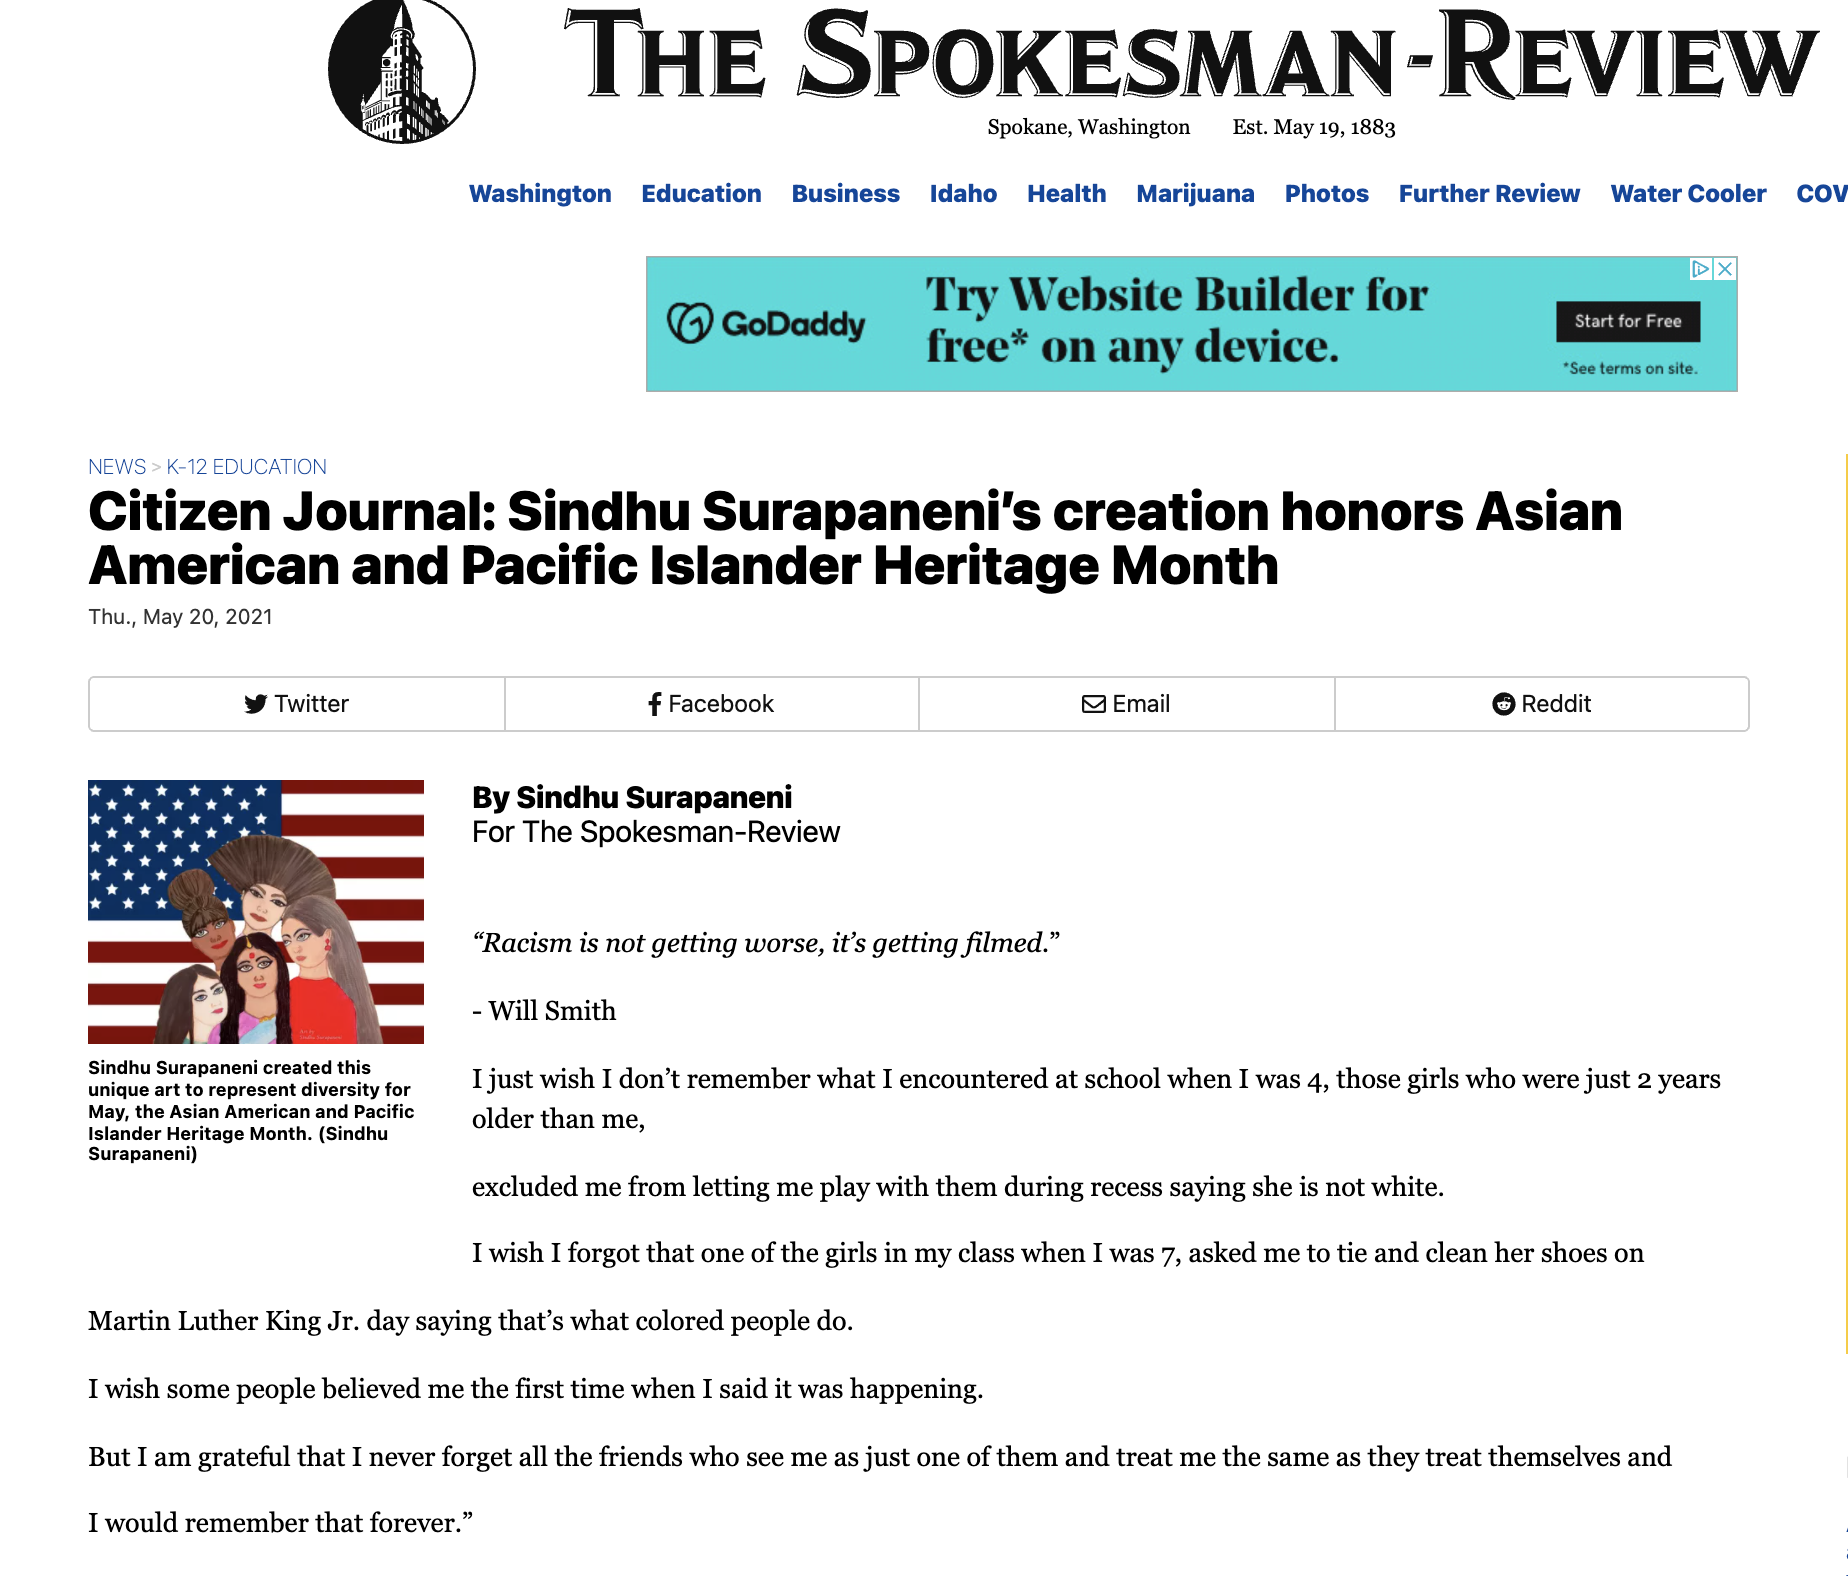 THE SPOKESMAN-REVIEW
Spokane, Washington Est. May 19, 1883
Washington Education Business Idaho Health Marijuana Photos Further Review Water Cooler COV
GoDaddy
Try Website Builder for
free* on any device.
Start for Free
*See terms on site.
NEWS > K-12 EDUCATION
Citizen Journal: Sindhu Surapaneni’s creation honors Asian
American and Pacific Islander Heritage Month
Thu., May 20, 2021
Twitter Facebook Email Reddit
Art by
Sindhu Surapaneni
Sindhu Surapaneni created this
unique art to represent diversity for
May, the Asian American and Pacific
Islander Heritage Month. (Sindhu
Surapaneni)
By Sindhu Surapaneni
For The Spokesman-Review
“Racism is not getting worse, it’s getting filmed.”
- Will Smith
I just wish I don’t remember what I encountered at school when I was 4, those girls who were just 2 years
older than me,
excluded me from letting me play with them during recess saying she is not white.
I wish I forgot that one of the girls in my class when I was 7, asked me to tie and clean her shoes on
Martin Luther King Jr. day saying that’s what colored people do.
I wish some people believed me the first time when I said it was happening.
But I am grateful that I never forget all the friends who see me as just one of them and treat me the same as they treat themselves and
I would remember that forever.”